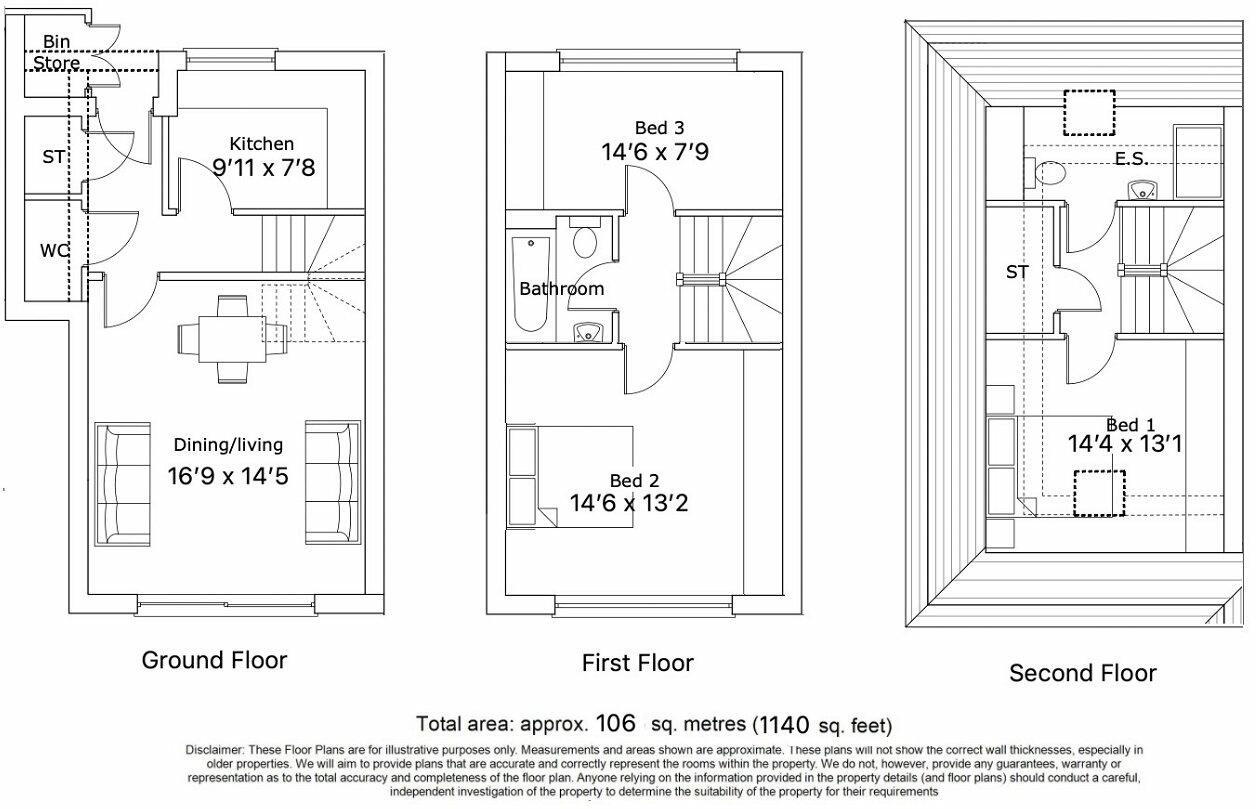 Bin
Store
ST
WC
Kitchen
9'11 x 7'8
Dining/living
16'9 x 14'5
Ground Floor
Bed 3
14'6 x 7'9
Bathroom
Bed 2
14'6 x 13'2
First Floor
E.S.
ST
Bed 1
14'4 x 13'1
Second Floor
Total area: approx. 106 sq. metres (1140 sq. feet)
Disclaimer: These Floor Plans are for illustrative purposes only. Measurements and areas shown are approximate. These plans will not show the correct wall thicknesses, especially in
older properties. We will aim to provide plans that are accurate and correctly represent the rooms within the property. We do not, however, provide any guarantees, warranty or
representation as to the total accuracy and completeness of the floor plan. Anyone relying on the information provided in the property details (and floor plans) should conduct a careful,
independent investigation of the property to determine the suitability of the property for their requirements